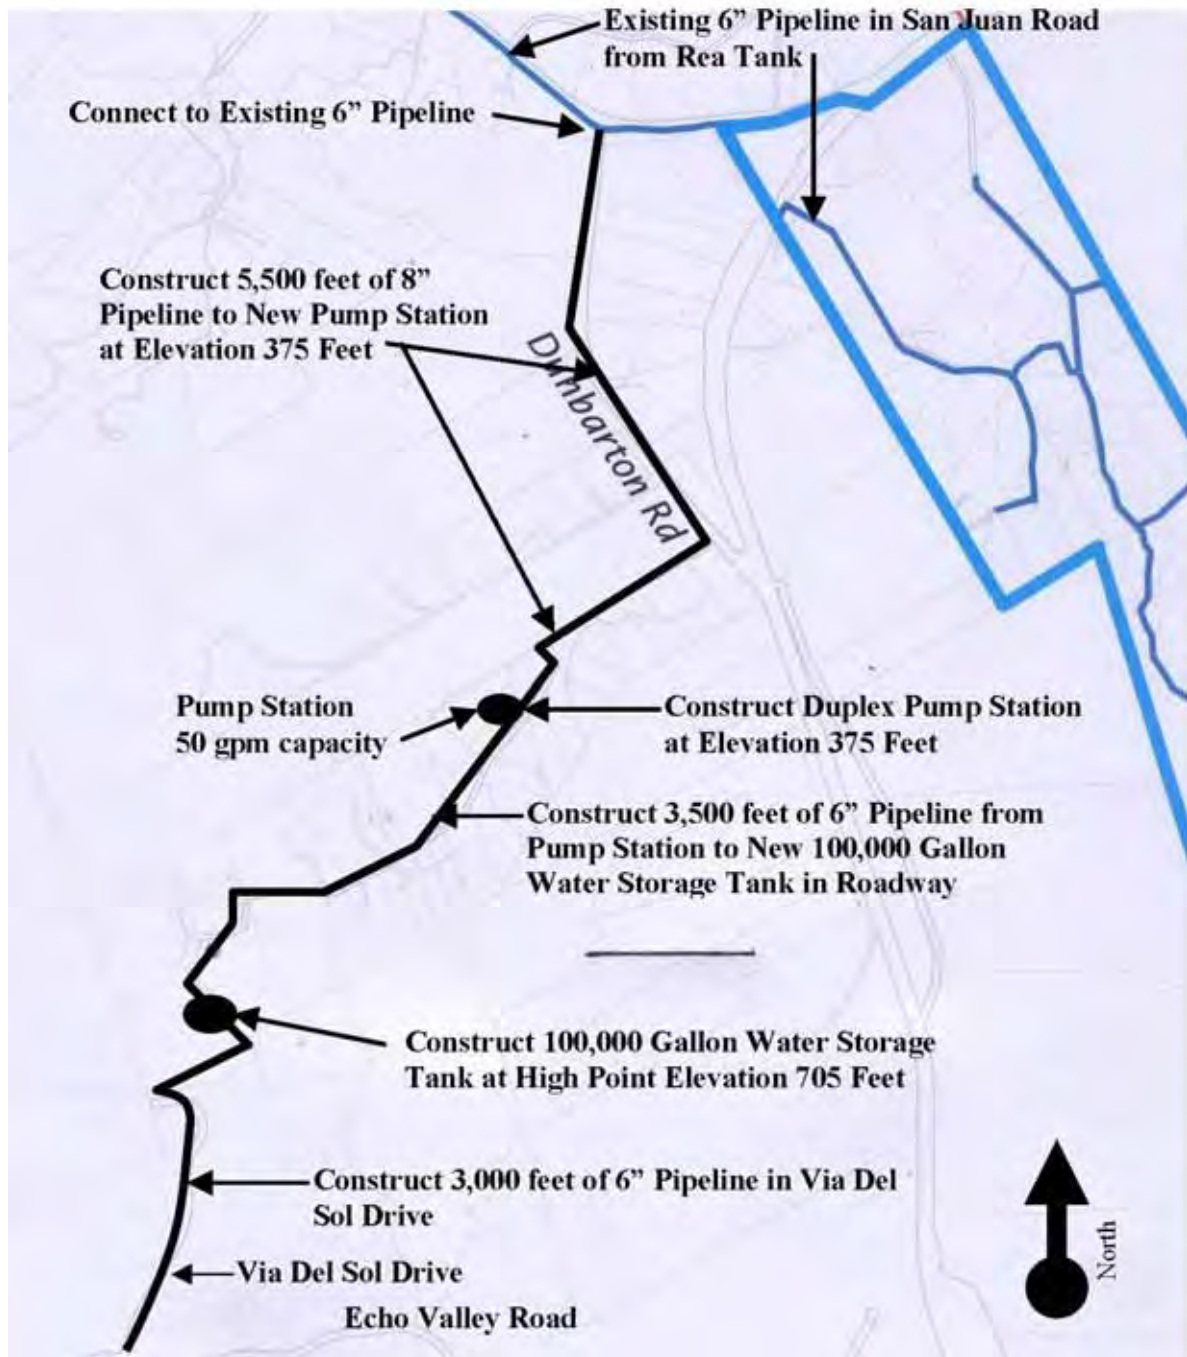 Existing 6” Pipeline in San Juan Road
from Rea Tank
Connect to Existing 6” Pipeline
Construct 5,500 feet of 8”
Pipeline to New Pump Station
at Elevation 375 Feet
Dunbarton Rd
Pump Station
50 gpm capacity
Construct Duplex Pump Station
at Elevation 375 Feet
Construct 3,500 feet of 6” Pipeline from
Pump Station to New 100,000 Gallon
Water Storage Tank in Roadway
Construct 100,000 Gallon Water Storage
Tank at High Point Elevation 705 Feet
Construct 3,000 feet of 6” Pipeline in Via Del
Sol Drive
Via Del Sol Drive
Echo Valley Road
North